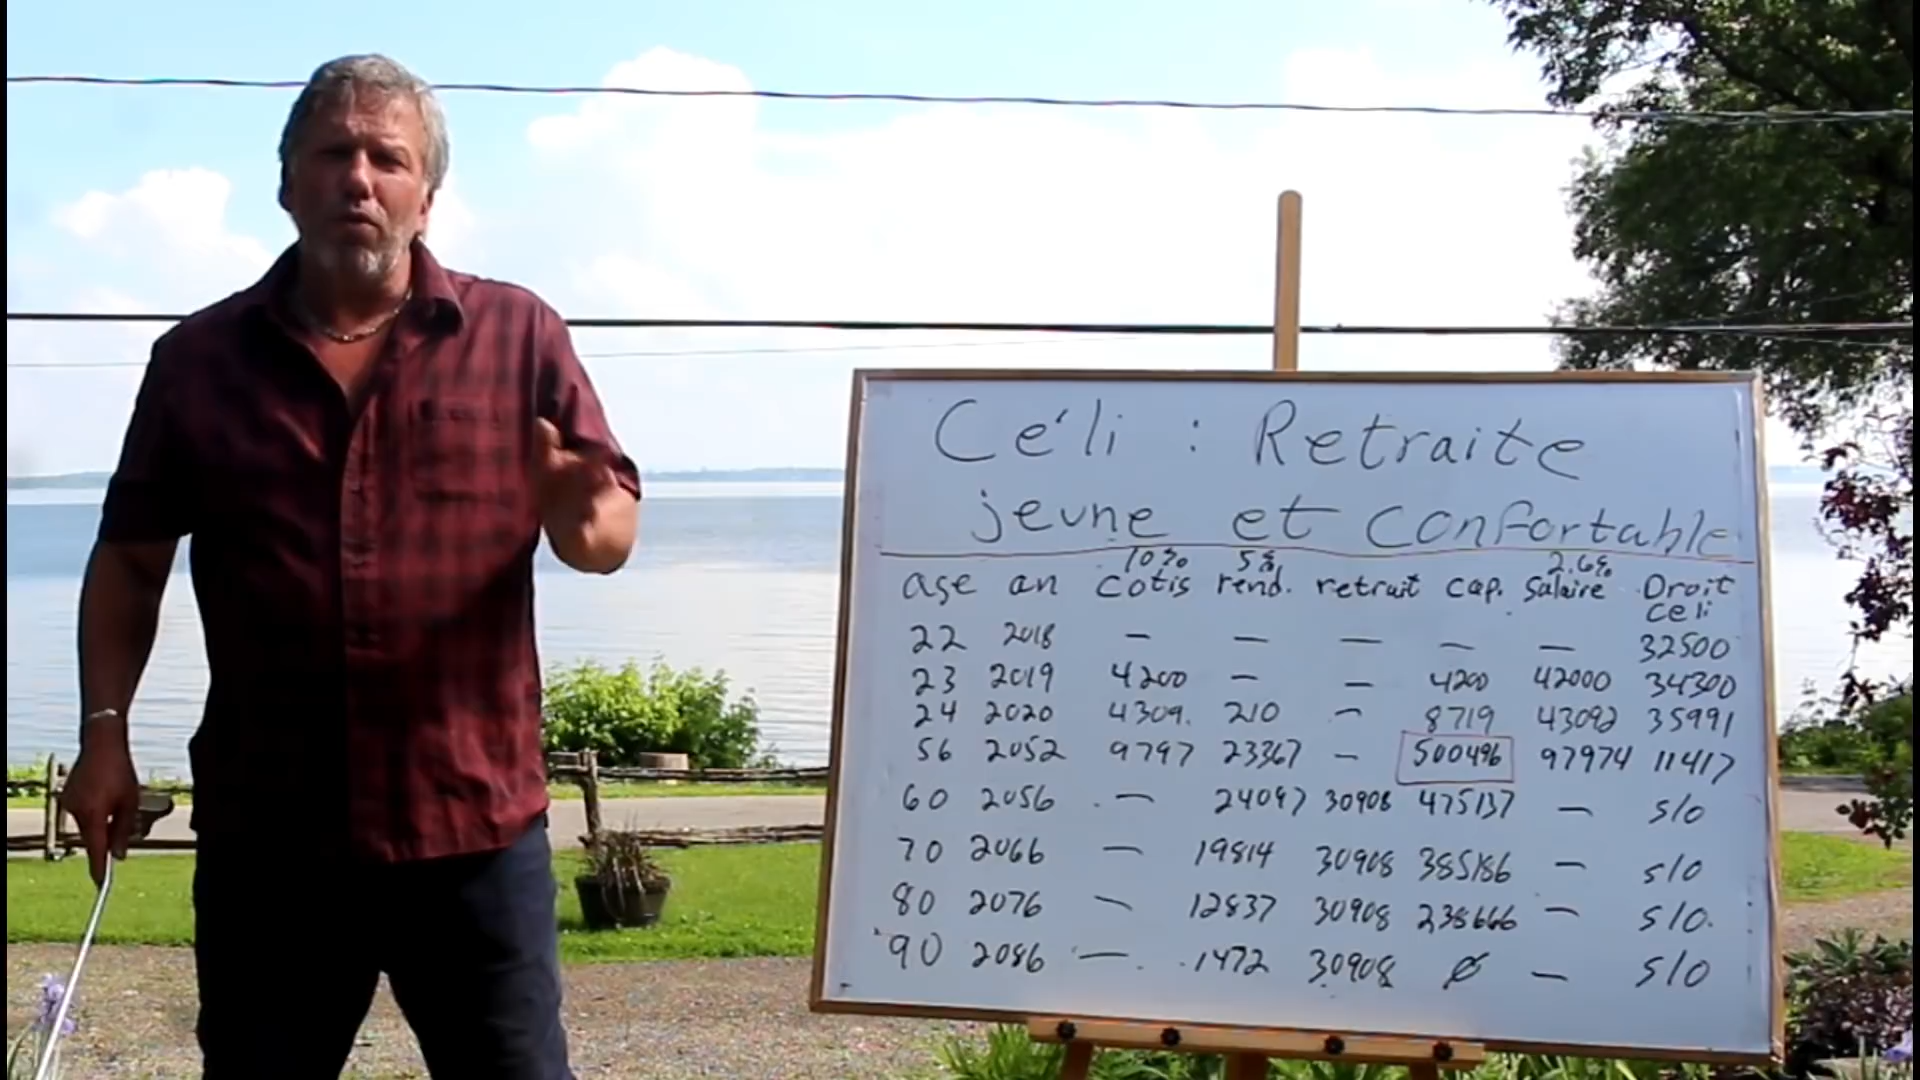 Céli : Retraite
jeune et confortable
10% 5% 2.6%
age an cotis rend. retrait cap. Salaire Droit
celi
22 2018 — — — — — 32500
23 2019 4200 — — 4200 42000 34300
24 2020 4309. 210 — 8719 43092 35991
56 2052 9797 23367 — 500496 97974 11417
60 2056 — 24097 30908 475137 — s/o
70 2066 — 19814 30908 385186 — s/o
80 2076 — 12837 30908 238666 — s/o.
90 2086 — 1472 30908 ∅ — s/o